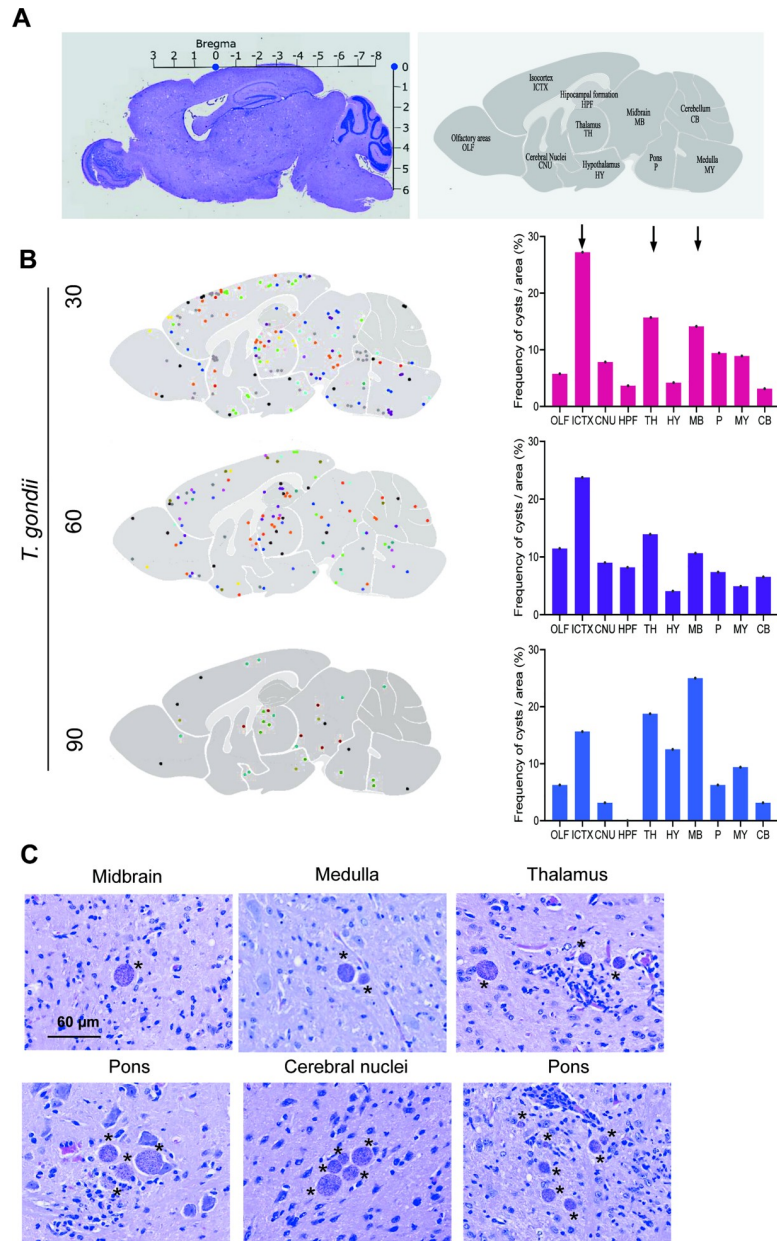 A
Bregma
3 2 1 0 -1 -2 -3 -4 -5 -6 -7 -8
0
1
2
3
4
5
6
Isocortex
ICTX
Hipocampal formation
HPF
Midbrain
MB
Cerebellum
CB
Thalamus
TH
Olfactory areas
OLF
Cerebral Nuclei
CNU
Hypothalamus
HY
Pons
P
Medulla
MY
B
T. gondii
30
60
90
Frequency of cysts / area (%)
30
20
10
0
OLF ICTX CNU HPF TH HY MB P MY CB
Frequency of cysts / area (%)
30
20
10
0
OLF ICTX CNU HPF TH HY MB P MY CB
Frequency of cysts / area (%)
30
20
10
0
OLF ICTX CNU HPF TH HY MB P MY CB
C
Midbrain
Medulla
Thalamus
*
* *
* * *
60 µm
Pons
Cerebral nuclei
Pons
* * * *
* * * *
* * * * * * *